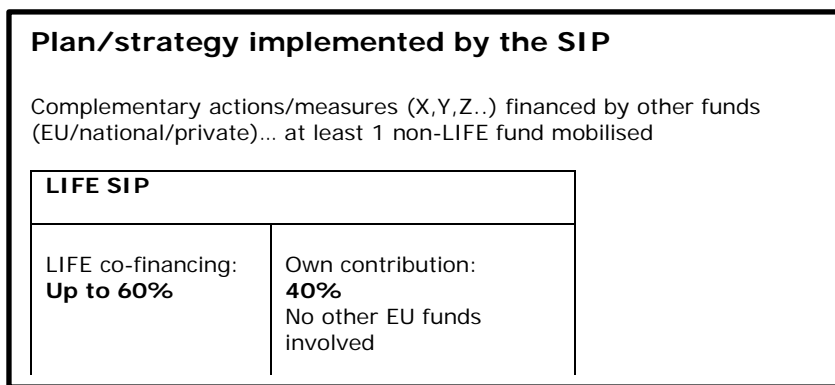 Plan/strategy implemented by the SIP
Complementary actions/measures (X,Y,Z..) financed by other funds
(EU/national/private)... at least 1 non-LIFE fund mobilised
LIFE SIP
LIFE co-financing:
Up to 60%
Own contribution:
40%
No other EU funds
involved